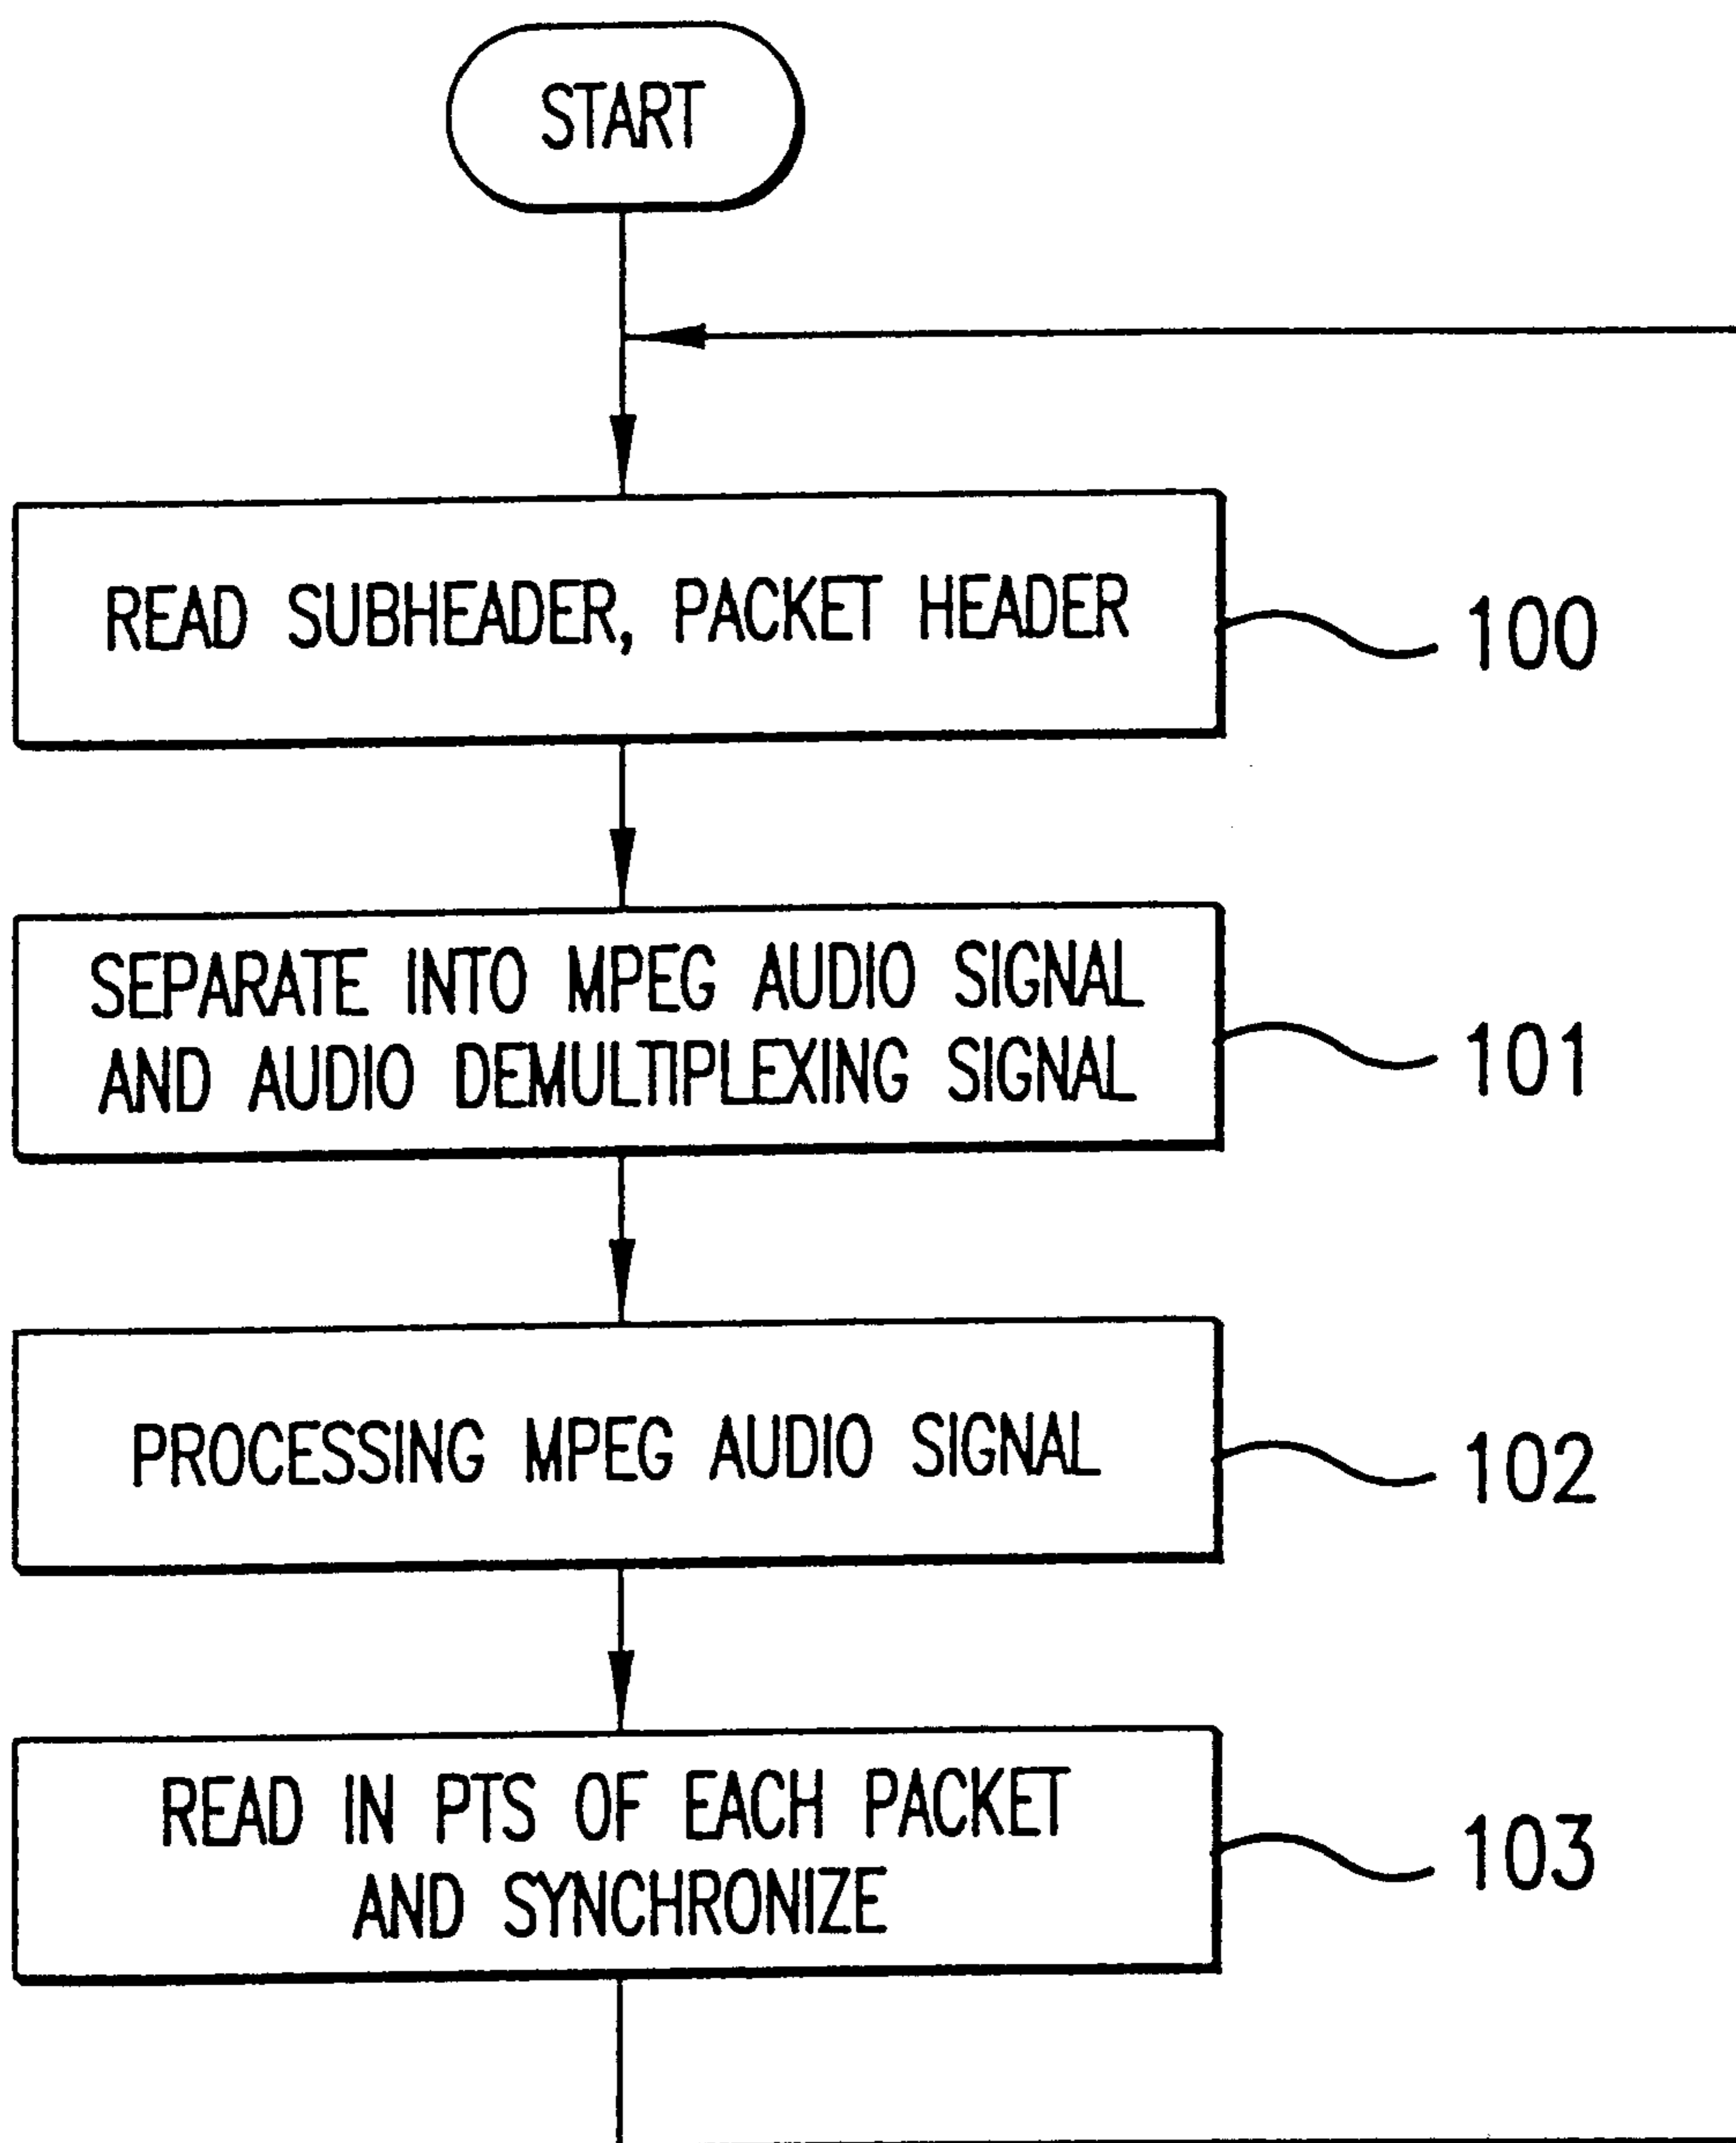 START
READ SUBHEADER, PACKET HEADER
100
SEPARATE INTO MPEG AUDIO SIGNAL
AND AUDIO DEMULTIPLEXING SIGNAL
101
PROCESSING MPEG AUDIO SIGNAL
102
READ IN PTS OF EACH PACKET
AND SYNCHRONIZE
103